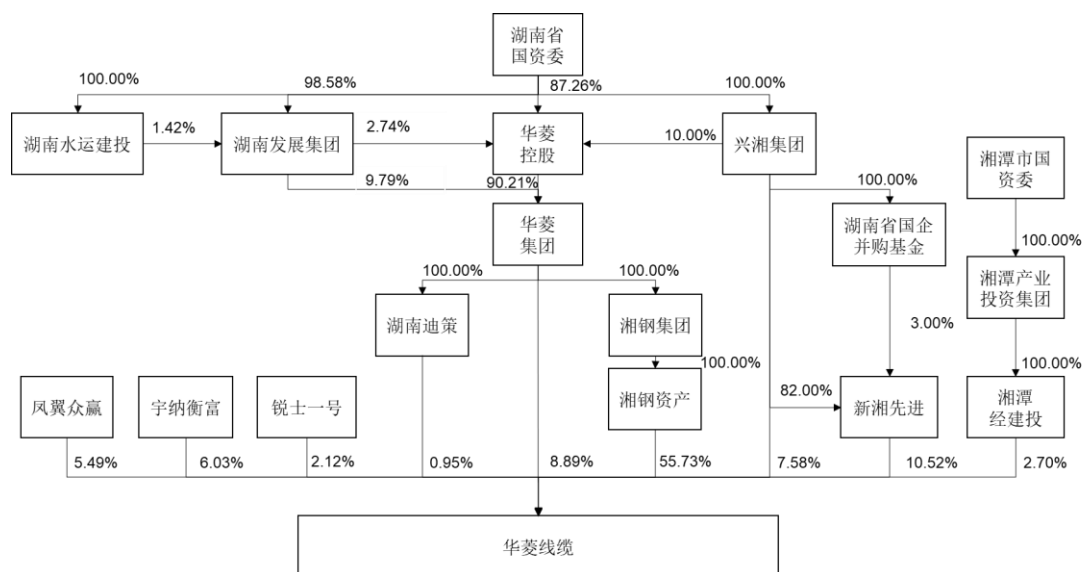 湖南省
国资委
100.00%
98.58%
87.26%
100.00%
湖南水运建投
1.42%
湖南发展集团
2.74%
华菱
控股
10.00%
兴湘集团
湘潭市国
资委
9.79%
90.21%
100.00%
华菱
集团
湖南省国企
并购基金
100.00%
湘潭产业
投资集团
100.00%
100.00%
湖南迪策
湘钢集团
3.00%
100.00%
100.00%
凤翼众赢
宇纳衡富
锐士一号
湘钢资产
82.00%
新湘先进
湘潭
经建投
5.49%
6.03%
2.12%
0.95%
8.89%
55.73%
7.58%
10.52%
2.70%
华菱线缆